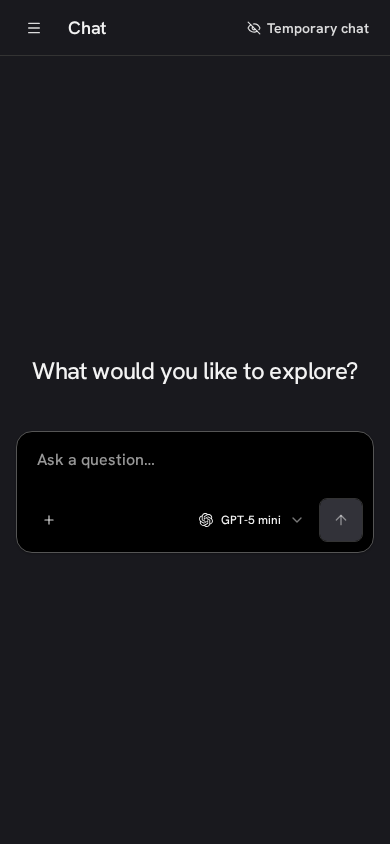 Chat
Temporary chat
What would you like to explore?
Ask a question...
GPT-5 mini